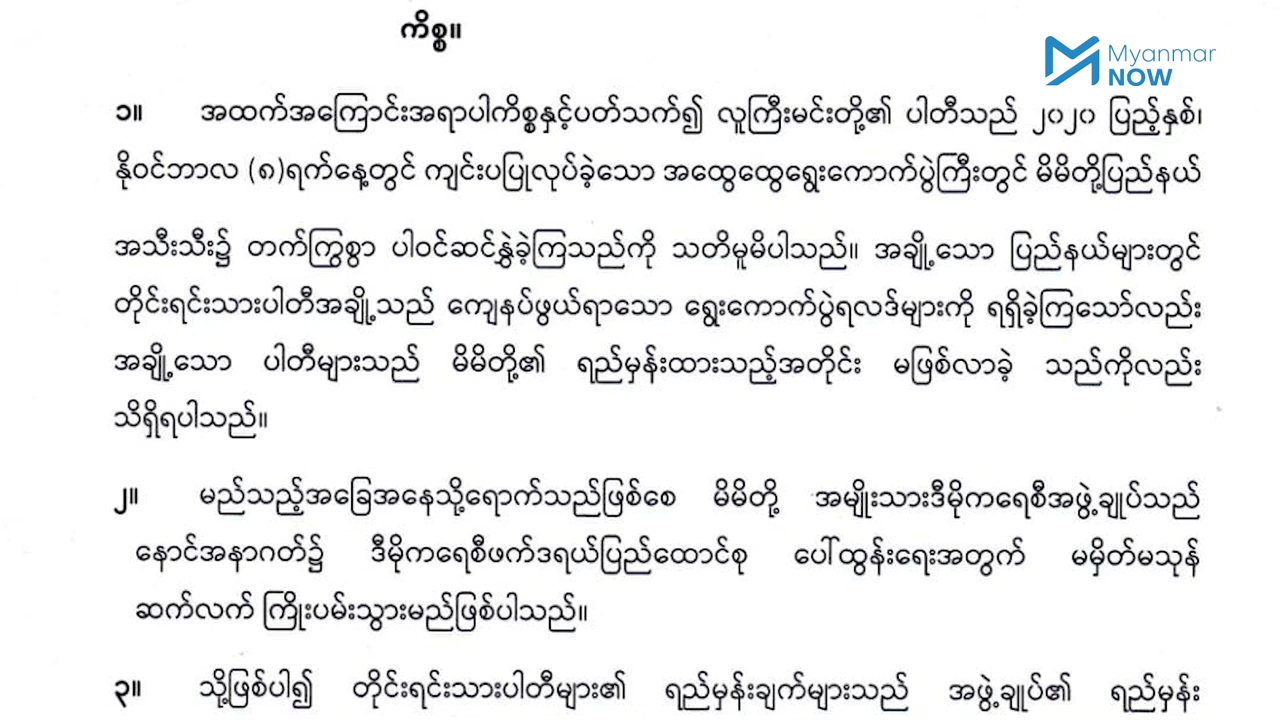 ကိစ္စ။
Myanmar
NOW
၁။ အထက်အကြောင်းအရာပါကိစ္စနှင့်ပတ်သက်၍ လူကြီးမင်းတို့၏ ပါတီသည် ၂၀၂၀ ပြည့်နှစ်၊
နိုဝင်ဘာလ (၈)ရက်နေ့တွင် ကျင်းပပြုလုပ်ခဲ့သော အထွေထွေရွေးကောက်ပွဲကြီးတွင် မိမိတို့ပြည်နယ်
အသီးသီး၌ တက်ကြွစွာ ပါဝင်ဆင်နွှဲခဲ့ကြသည်ကို သတိမူမိပါသည်။ အချို့သော ပြည်နယ်များတွင်
တိုင်းရင်းသားပါတီအချို့သည် ကျေနပ်ဖွယ်ရာသော ရွေးကောက်ပွဲရလဒ်များကို ရရှိခဲ့ကြသော်လည်း
အချို့သော ပါတီများသည် မိမိတို့၏ ရည်မှန်းထားသည့်အတိုင်း မဖြစ်လာခဲ့ သည်ကိုလည်း
သိရှိရပါသည်။
၂။ မည်သည့်အခြေအနေသို့ရောက်သည်ဖြစ်စေ မိမိတို့ အမျိုးသားဒီမိုကရေစီအဖွဲ့ချုပ်သည်
နောင်အနာဂတ်၌ ဒီမိုကရေစီဖက်ဒရယ်ပြည်ထောင်စု ပေါ်ထွန်းရေးအတွက် မမှိတ်မသုန်
ဆက်လက် ကြိုးပမ်းသွားမည်ဖြစ်ပါသည်။
၃။ သို့ဖြစ်ပါ၍ တိုင်းရင်းသားပါတီများ၏ ရည်မှန်းချက်များသည် အဖွဲ့ချုပ်၏ ရည်မှန်း